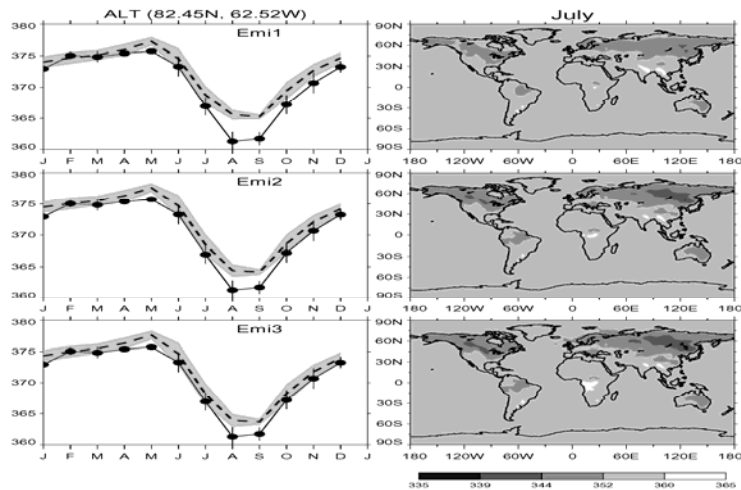 ALT (82.45N, 62.52W)
July
380
375
370
365
360
Emi1
J F M A M J J A S O N D J
90N
60N
30N
0
30S
60S
90S
180 120W 60W 0 60E 120E 180
380
375
370
365
360
Emi2
J F M A M J J A S O N D J
90N
60N
30N
0
30S
60S
90S
180 120W 60W 0 60E 120E 180
380
375
370
365
360
Emi3
J F M A M J J A S O N D J
90N
60N
30N
0
30S
60S
90S
180 120W 60W 0 60E 120E 180
335 339 344 352 360 365